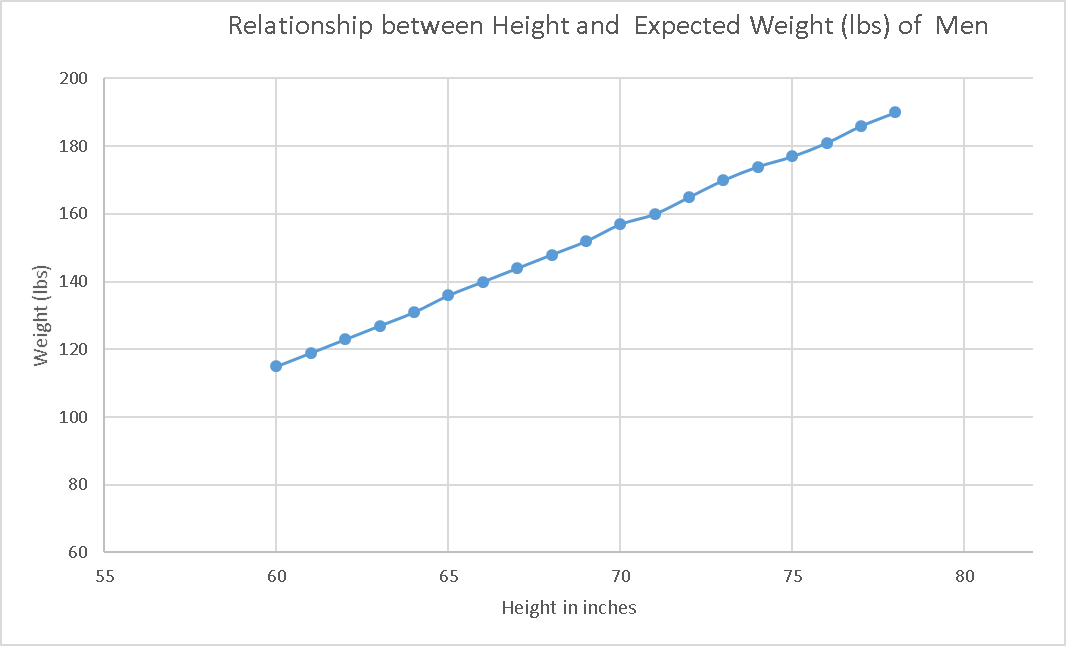 Relationship between Height and  Expected Weight (lbs) of  Men
200
180
160
140
120
100
80
60
Weight (lbs)
55 60 65 70 75 80
Height in inches